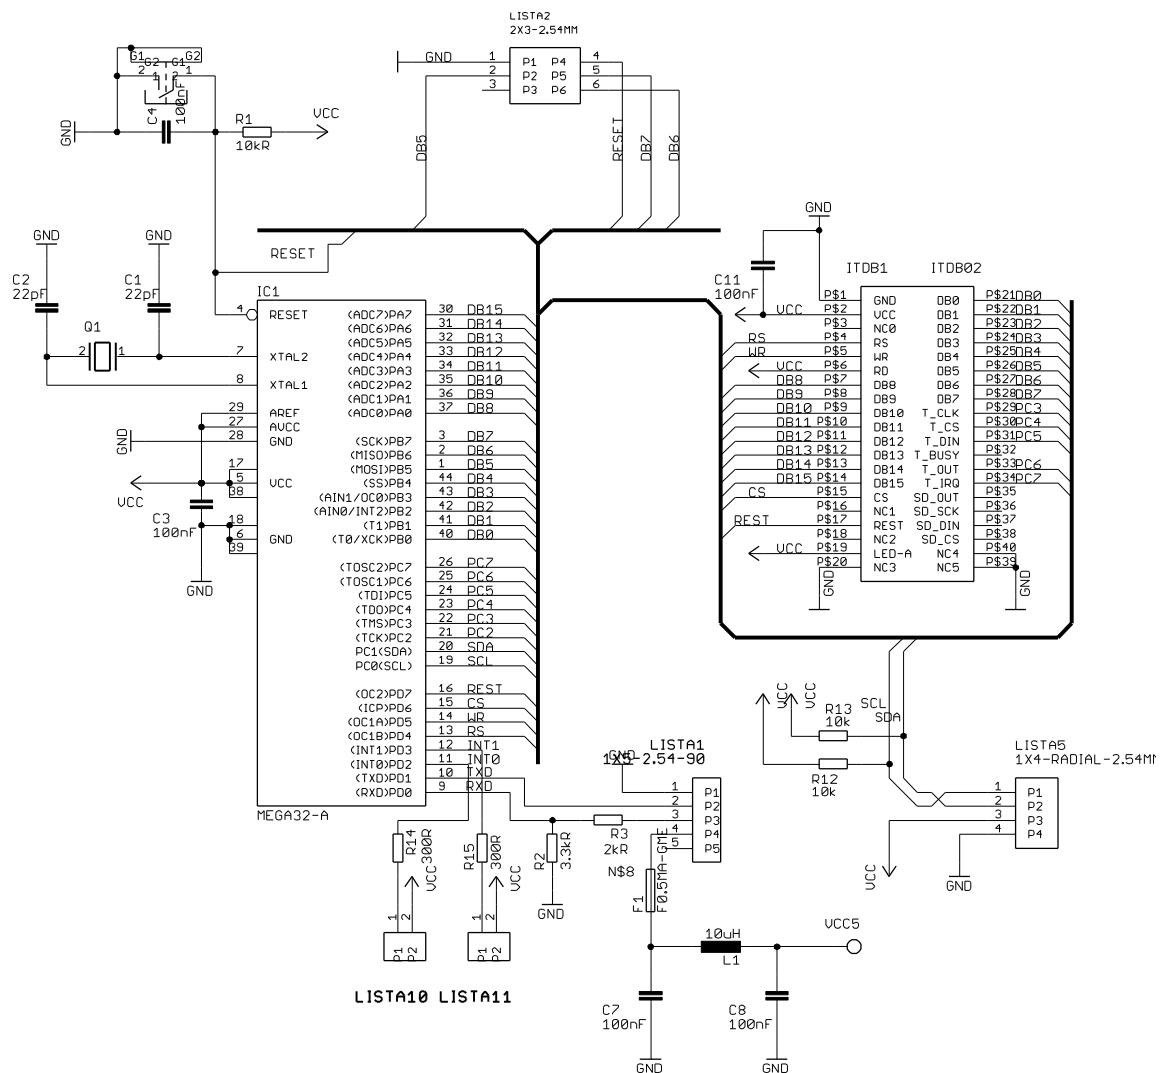 LISTA2
2X3-2.54MM
GND 1 P1 P4 4
2 P2 P5 5
3 P3 P6 6
DB5
RESET
DB7
DB6
G1 G2
G2 G1
2 1 2 1
C4
100nF
GND
R1
10kR
VCC
RESET
GND
GND
C2
22pF
C1
22pF
Q1
2 1
IC1
4 RESET
7 XTAL2
8 XTAL1
29 AREF
27 AVCC
28 GND
GND
17
5 VCC
38
VCC
C3
100nF
18
6 GND
39
GND
(ADC7)PA7 30 DB15
(ADC6)PA6 31 DB14
(ADC5)PA5 32 DB13
(ADC4)PA4 33 DB12
(ADC3)PA3 34 DB11
(ADC2)PA2 35 DB10
(ADC1)PA1 36 DB9
(ADC0)PA0 37 DB8
(SCK)PB7 3 DB7
(MISO)PB6 2 DB6
(MOSI)PB5 1 DB5
(SS)PB4 44 DB4
(AIN1/OC0)PB3 43 DB3
(AIN0/INT2)PB2 42 DB2
(T1)PB1 41 DB1
(T0/XCK)PB0 40 DB0
(TOSC2)PC7 26 PC7
(TOSC1)PC6 25 PC6
(TDI)PC5 24 PC5
(TDO)PC4 23 PC4
(TMS)PC3 22 PC3
(TCK)PC2 21 PC2
PC1(SDA) 20 SDA
PC0(SCL) 19 SCL
(OC2)PD7 16 REST
(ICP)PD6 15 CS
(OC1A)PD5 14 WR
(OC1B)PD4 13 RS
(INT1)PD3 12 INT1
(INT0)PD2 11 INT0
(TXD)PD1 10 TXD
(RXD)PD0 9 RXD
MEGA32-A
GND
C11
100nF
ITDB1 ITDB02
P$1 GND DB0 P$21 DB0
VCC P$2 VCC DB1 P$22 DB1
P$3 NC0 DB2 P$23 DB2
RS P$4 RS DB3 P$24 DB3
WR P$5 WR DB4 P$25 DB4
VCC P$6 RD DB5 P$26 DB5
DB8 P$7 DB8 DB6 P$27 DB6
DB9 P$8 DB9 DB7 P$28 DB7
DB10 P$9 DB10 T_CLK P$29 PC3
DB11 P$10 DB11 T_CS P$30 PC4
DB12 P$11 DB12 T_DIN P$31 PC5
DB13 P$12 DB13 T_BUSY P$32
DB14 P$13 DB14 T_OUT P$33 PC6
DB15 P$14 DB15 T_IRQ P$34 PC7
CS P$15 CS SD_OUT P$35
P$16 NC1 SD_SCK P$36
REST P$17 REST SD_DIN P$37
P$18 NC2 SD_CS P$38
VCC P$19 LED-A NC4 P$40
P$20 NC3 NC5 P$39
GND
GND
VCC
VCC
R13
10k
SCL
SDA
R12
10k
LISTA5
1X4-RADIAL-2.54MM
1 P1
2 P2
3 P3
4 P4
VCC
GND
LISTA1
GND
1X5-2.54-90
1 P1
2 P2
3 P3
4 P4
5 P5
R14
300R
R15
300R
R2
3.3kR
R3
2kR
VCC
VCC
GND
N$8
F1
F0.5MA-GME
1 2
1 2
P1 P2
P1 P2
LISTA10 LISTA11
10uH
L1
VCC5
C7
100nF
C8
100nF
GND
GND